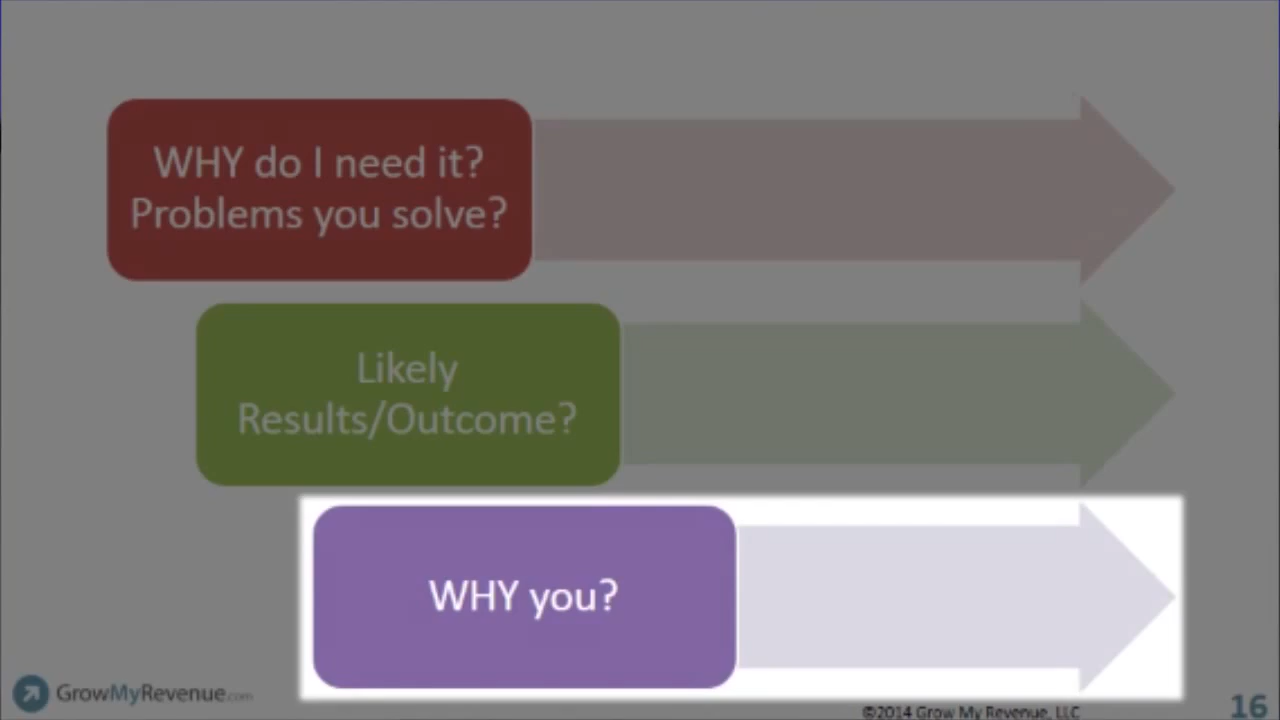 WHY do I need it?
Problems you solve?
Likely
Results/Outcome?
WHY you?
GrowMyRevenue.com
©2014 Grow My Revenue, LLC
16